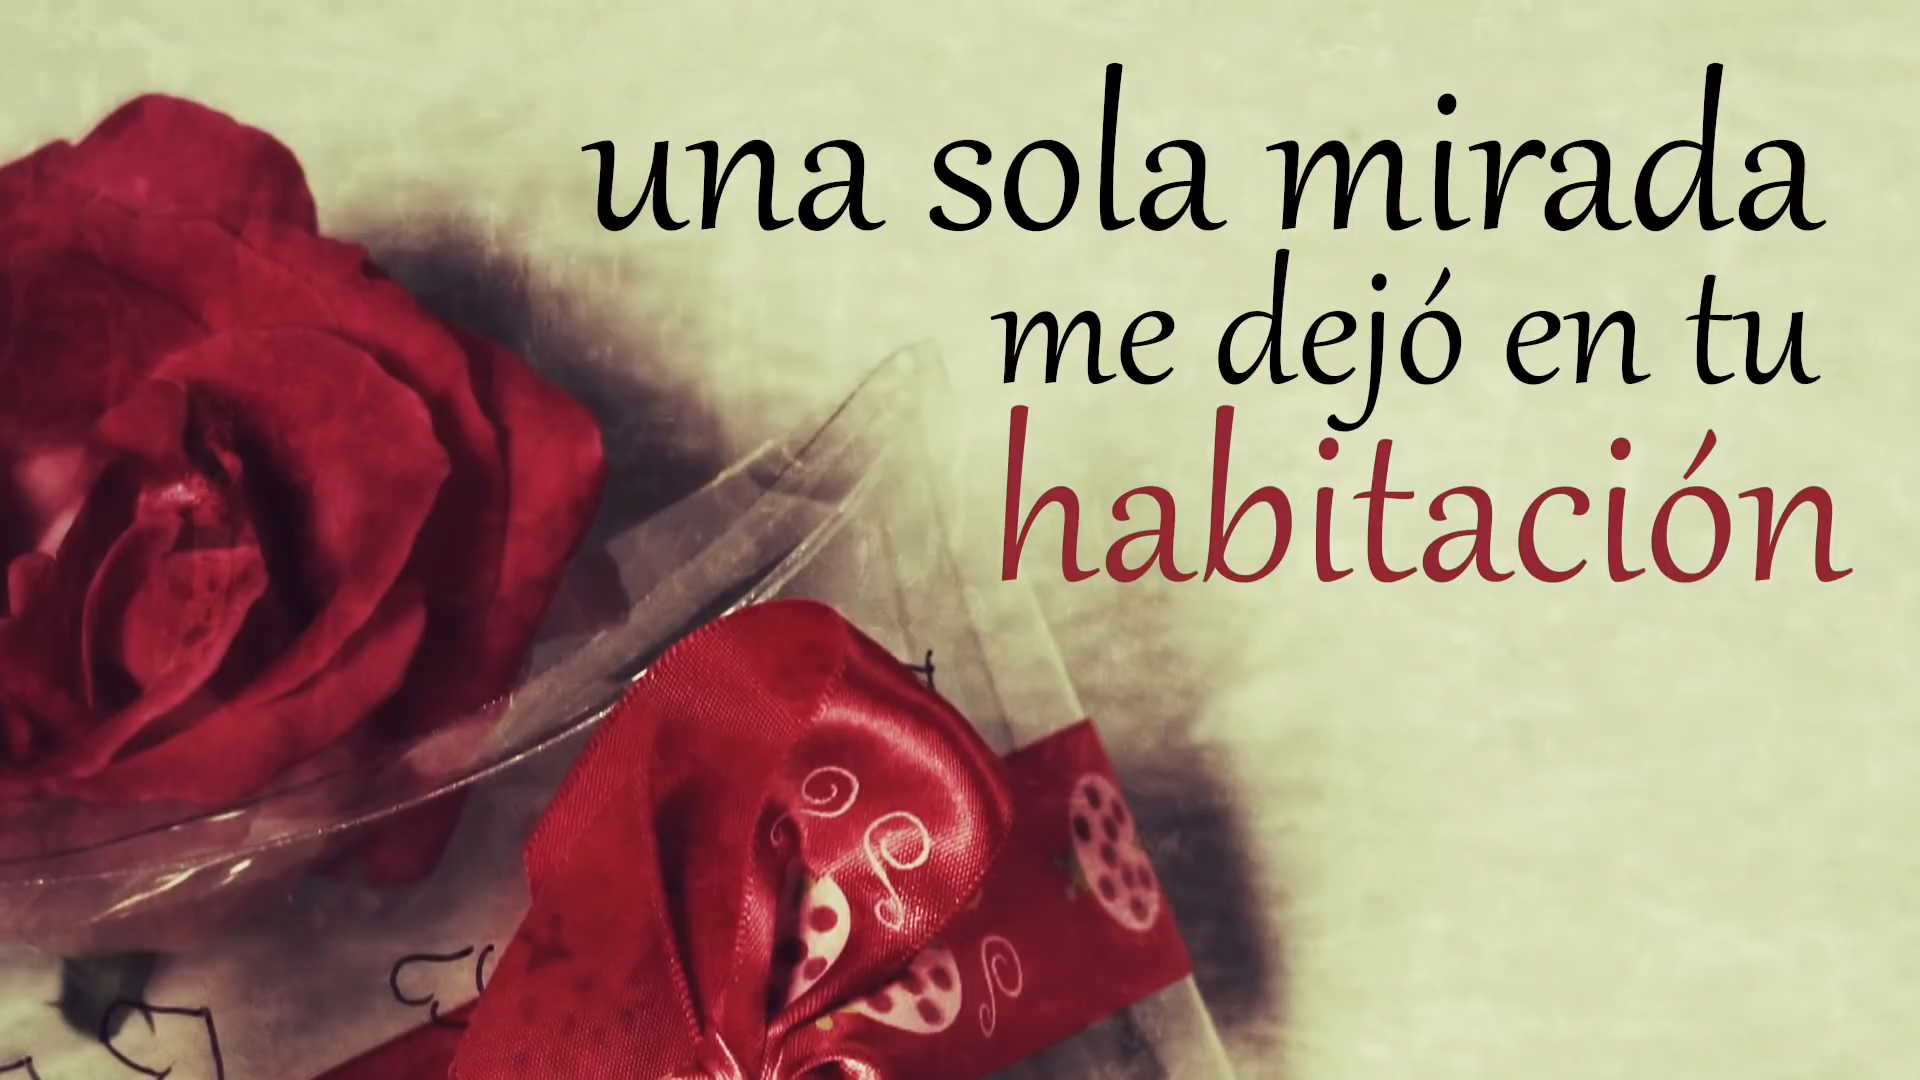 una sola mirada
me dejó en tu
habitación